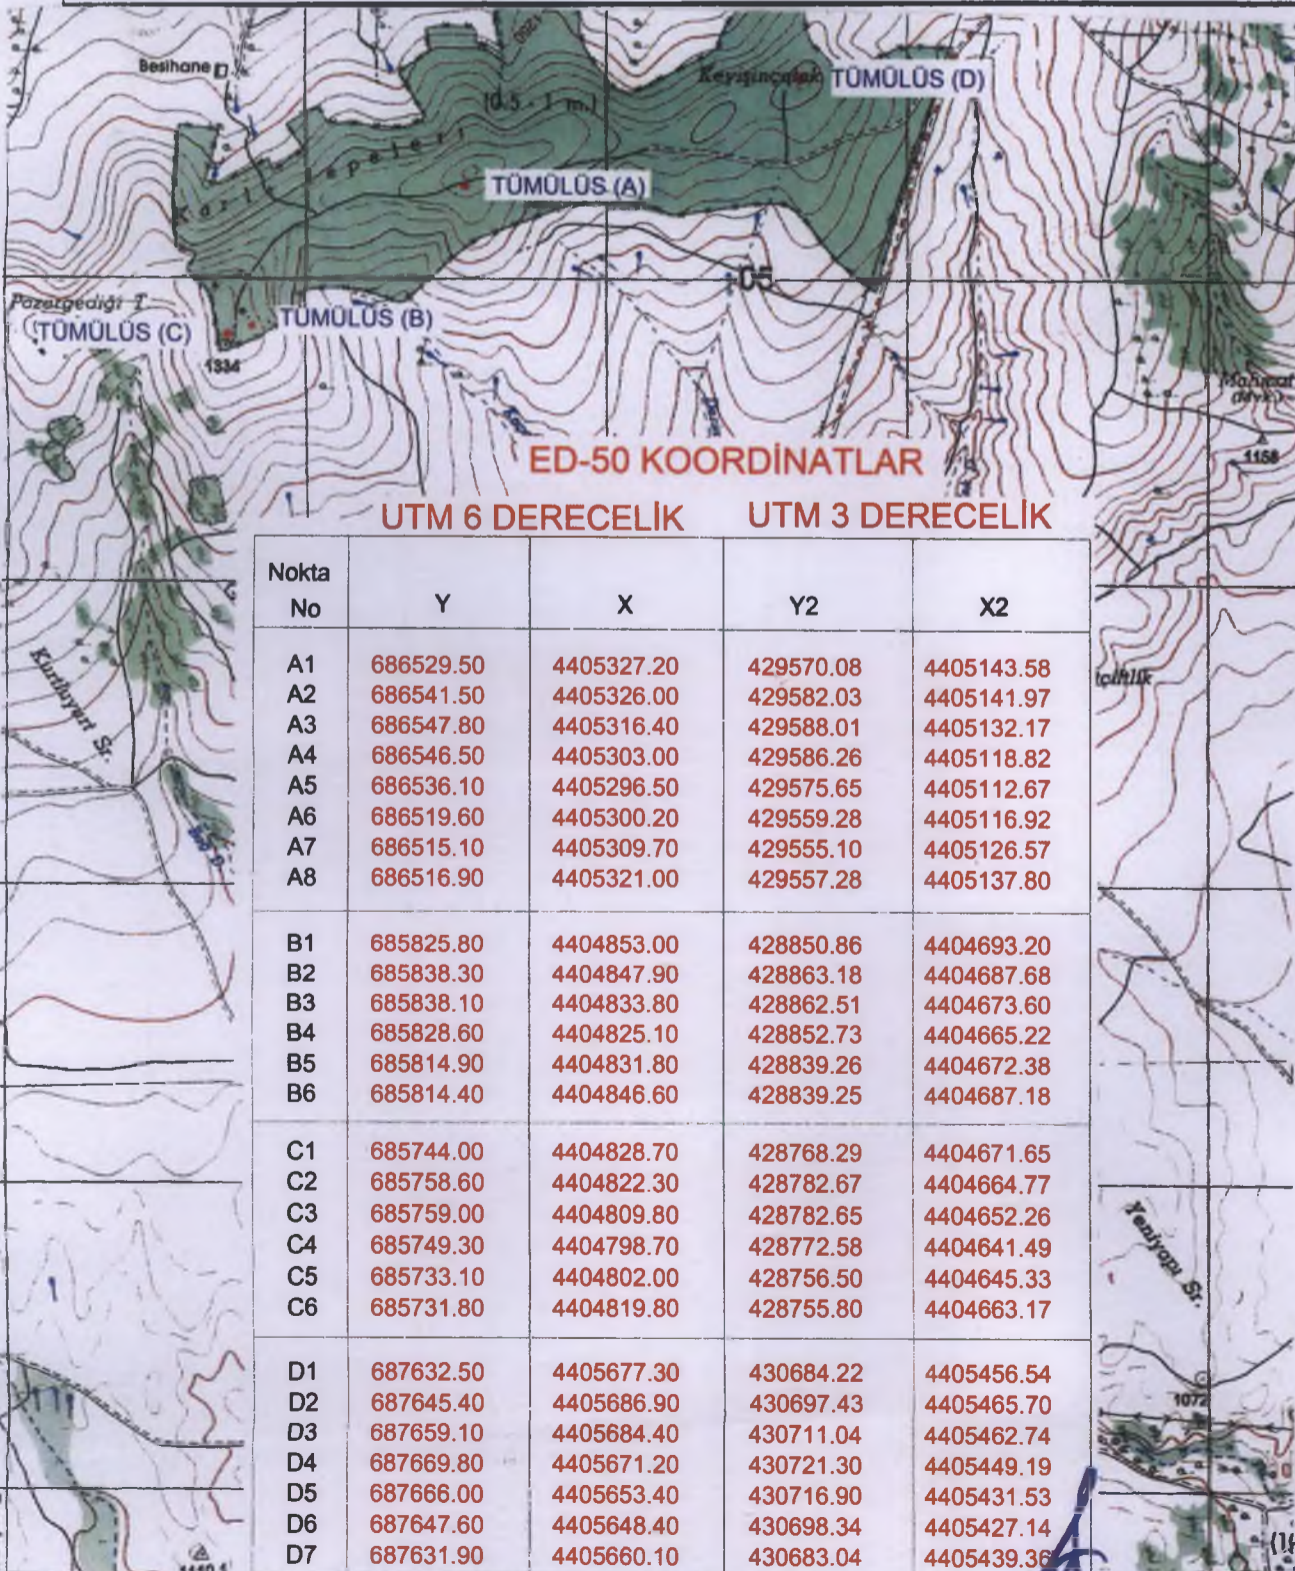 1250
Besihane
Keyişinçatak TÜMÜLÜS (D)
(0.5 - 1 m.)
TÜMÜLÜS (A)
Karlı Tepeleri
05
Pazargediği T.
TÜMÜLÜS (C)
TÜMÜLÜS (B)
1334
1158
ED-50 KOORDİNATLAR
UTM 6 DERECELİK UTM 3 DERECELİK
Nokta
No Y X Y2 X2
A1 686529.50 4405327.20 429570.08 4405143.58
A2 686541.50 4405326.00 429582.03 4405141.97
A3 686547.80 4405316.40 429588.01 4405132.17
A4 686546.50 4405303.00 429586.26 4405118.82
A5 686536.10 4405296.50 429575.65 4405112.67
A6 686519.60 4405300.20 429559.28 4405116.92
A7 686515.10 4405309.70 429555.10 4405126.57
A8 686516.90 4405321.00 429557.28 4405137.80
Kurtluyurt Sr.
B1 685825.80 4404853.00 428850.86 4404693.20
B2 685838.30 4404847.90 428863.18 4404687.68
B3 685838.10 4404833.80 428862.51 4404673.60
B4 685828.60 4404825.10 428852.73 4404665.22
B5 685814.90 4404831.80 428839.26 4404672.38
B6 685814.40 4404846.60 428839.25 4404687.18
C1 685744.00 4404828.70 428768.29 4404671.65
C2 685758.60 4404822.30 428782.67 4404664.77
C3 685759.00 4404809.80 428782.65 4404652.26
C4 685749.30 4404798.70 428772.58 4404641.49
C5 685733.10 4404802.00 428756.50 4404645.33
C6 685731.80 4404819.80 428755.80 4404663.17
Yeniyapı Sr.
D1 687632.50 4405677.30 430684.22 4405456.54
D2 687645.40 4405686.90 430697.43 4405465.70
D3 687659.10 4405684.40 430711.04 4405462.74
D4 687669.80 4405671.20 430721.30 4405449.19
D5 687666.00 4405653.40 430716.90 4405431.53
D6 687647.60 4405648.40 430698.34 4405427.14
D7 687631.90 4405660.10 430683.04 4405439.36
1072